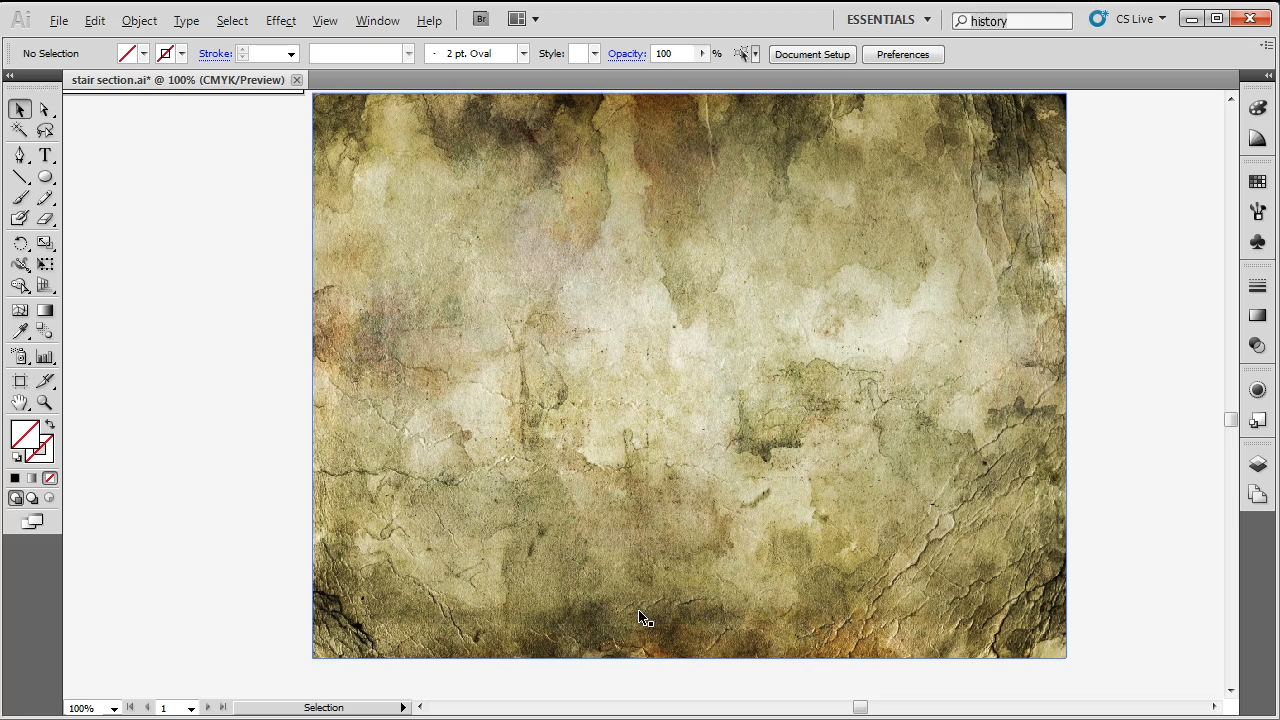 Ai File Edit Object Type Select Effect View Window Help Br ESSENTIALS history CS Live
No Selection Stroke: 2 pt. Oval Style: Opacity: 100 % Document Setup Preferences
stair section.ai* @ 100% (CMYK/Preview)
T
100% 1 Selection